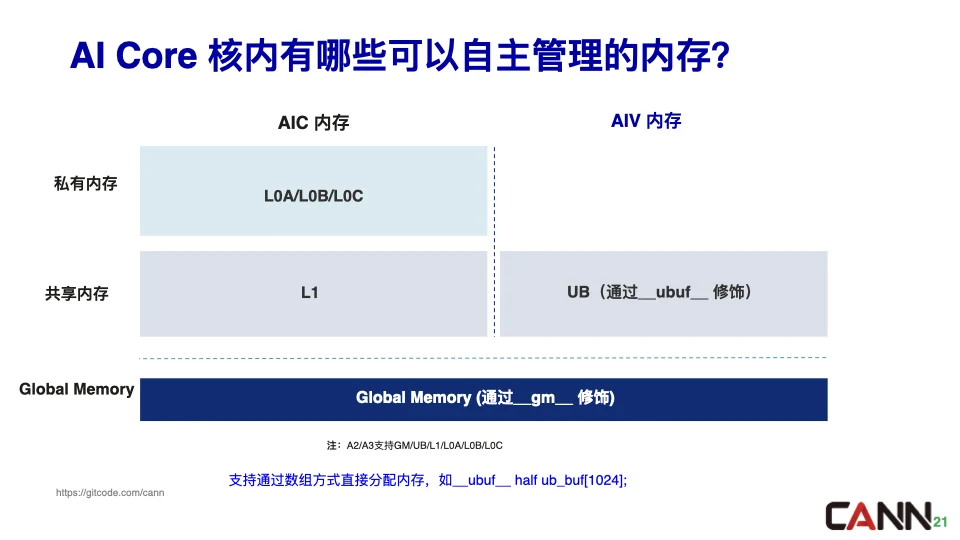 AI Core 核内有哪些可以自主管理的内存？
AIC 内存
AIV 内存
私有内存
L0A/L0B/L0C
共享内存
L1
UB（通过__ubuf__ 修饰）
Global Memory
Global Memory (通过__gm__ 修饰)
注：A2/A3支持GM/UB/L1/L0A/L0B/L0C
支持通过数组方式直接分配内存，如__ubuf__ half ub_buf[1024];
https://gitcode.com/cann
CANN
21